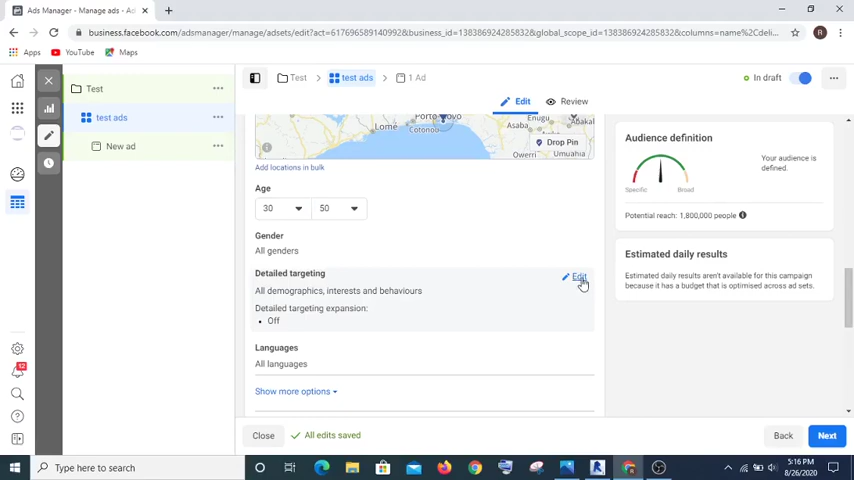 Ads Manager - Manage ads - Ad
business.facebook.com/adsmanager/manage/adsets/edit?act=617696589140992&business_id=138386924285832&global_scope_id=138386924285832&columns=name%2Cdeli...
R
Apps
YouTube
Maps
Test
test ads
New ad
Test
test ads
1 Ad
In draft
Edit
Review
Porto-Novo
Lomé
Cotonou
Enugu
Asaba
Abakal
Owerri
Umuahia
Drop Pin
Add locations in bulk
Age
30
50
Gender
All genders
Detailed targeting
Edit
All demographics, interests and behaviours
Detailed targeting expansion:
• Off
Languages
All languages
Show more options
Audience definition
Your audience is
defined.
Specific
Broad
Potential reach: 1,800,000 people
Estimated daily results
Estimated daily results aren't available for this campaign
because it has a budget that is optimised across ad sets.
12
Close
All edits saved
Back
Next
Type here to search
5:16 PM
8/26/2020